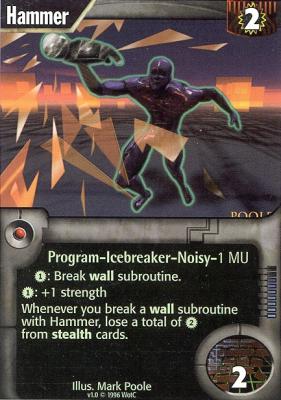 Hammer
2
POOLE
Program-Icebreaker-Noisy-1 MU
1: Break wall subroutine.
1: +1 strength
Whenever you break a wall subroutine
with Hammer, lose a total of 2
from stealth cards.
2
Illus. Mark Poole
v1.0 © 1996 WotC